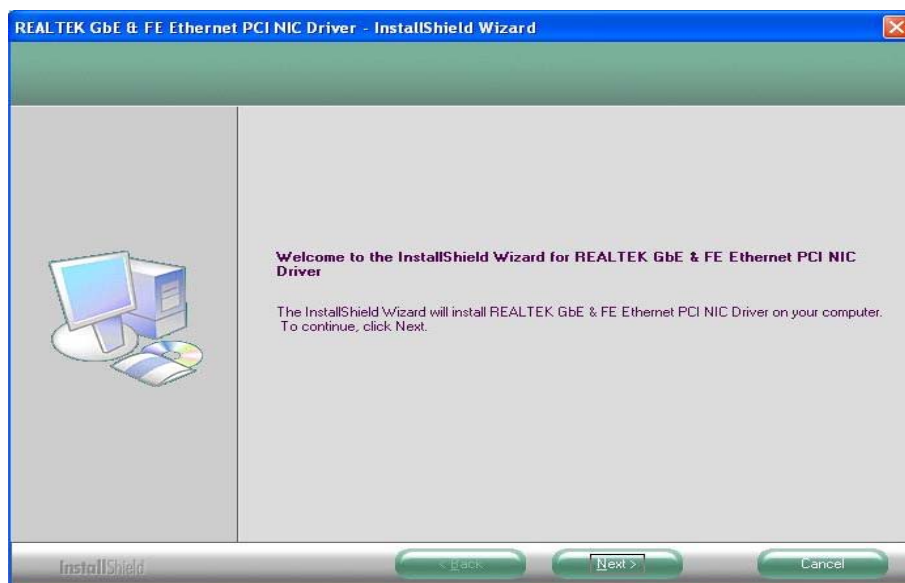 REALTEK GbE & FE Ethernet PCI NIC Driver - InstallShield Wizard
Welcome to the InstallShield Wizard for REALTEK GbE & FE Ethernet PCI NIC
Driver
The InstallShield Wizard will install REALTEK GbE & FE Ethernet PCI NIC Driver on your computer.
To continue, click Next.
InstallShield
< Back
Next >
Cancel